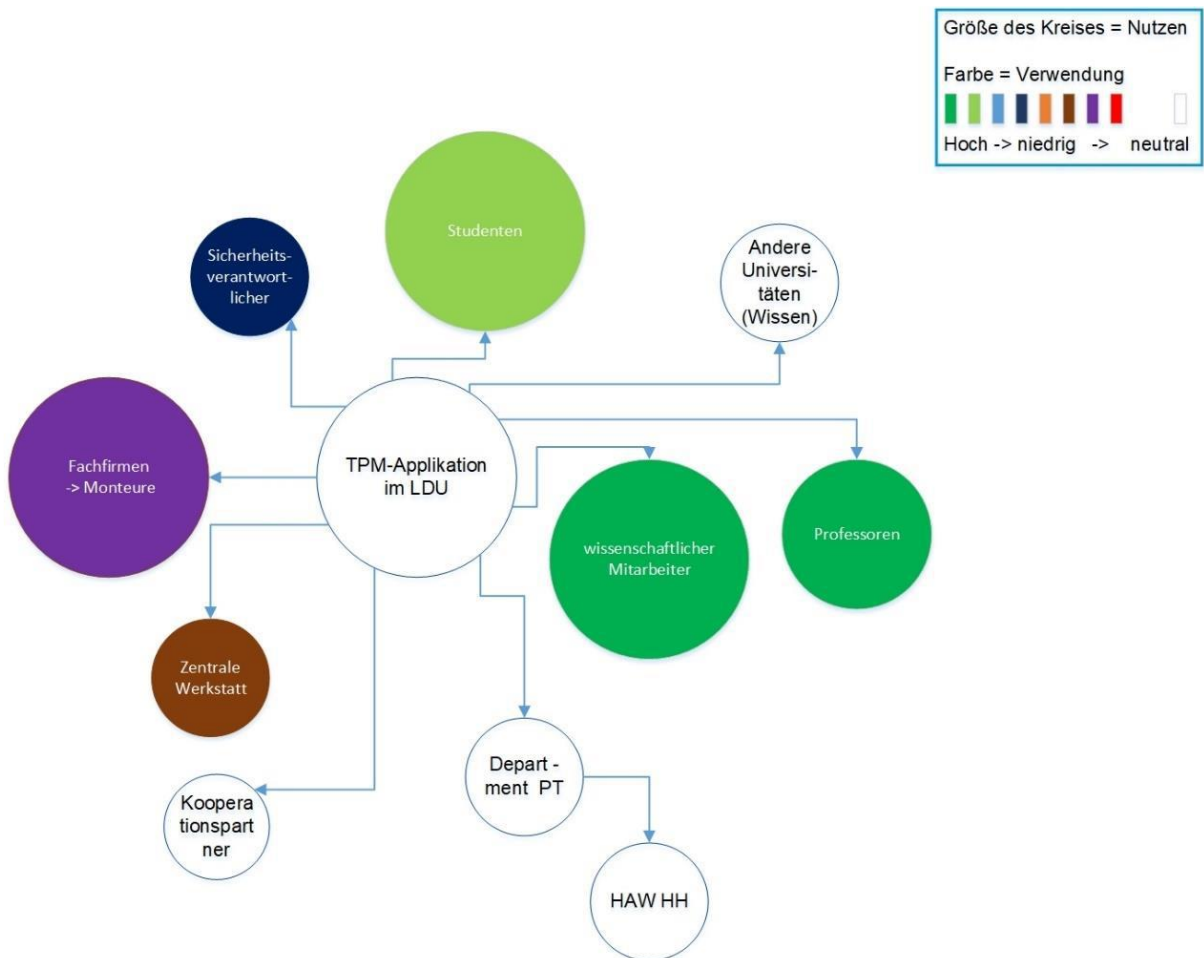 Größe des Kreises = Nutzen
Farbe = Verwendung
Hoch -> niedrig -> neutral
Studenten
Sicherheits-
verantwort-
licher
Andere
Universi-
täten
(Wissen)
Fachfirmen
-> Monteure
TPM-Applikation
im LDU
wissenschaftlicher
Mitarbeiter
Professoren
Zentrale
Werkstatt
Depart -
ment PT
Koopera
tionspart
ner
HAW HH